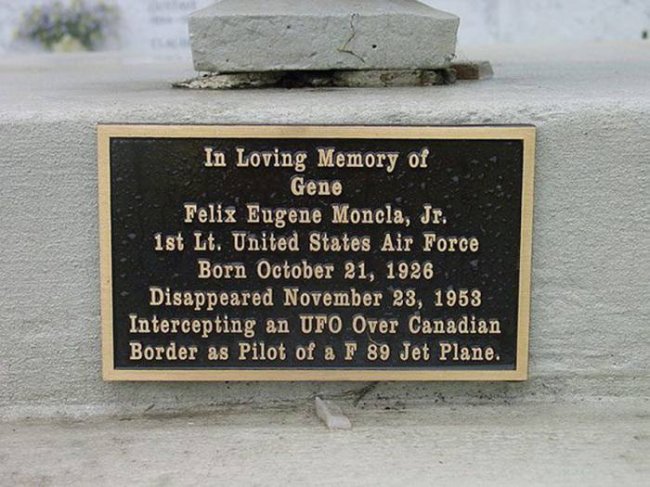 In Loving Memory of
Gene
Felix Eugene Moncla, Jr.
1st Lt. United States Air Force
Born October 21, 1926
Disappeared November 23, 1953
Intercepting an UFO Over Canadian
Border as Pilot of a F 89 Jet Plane.